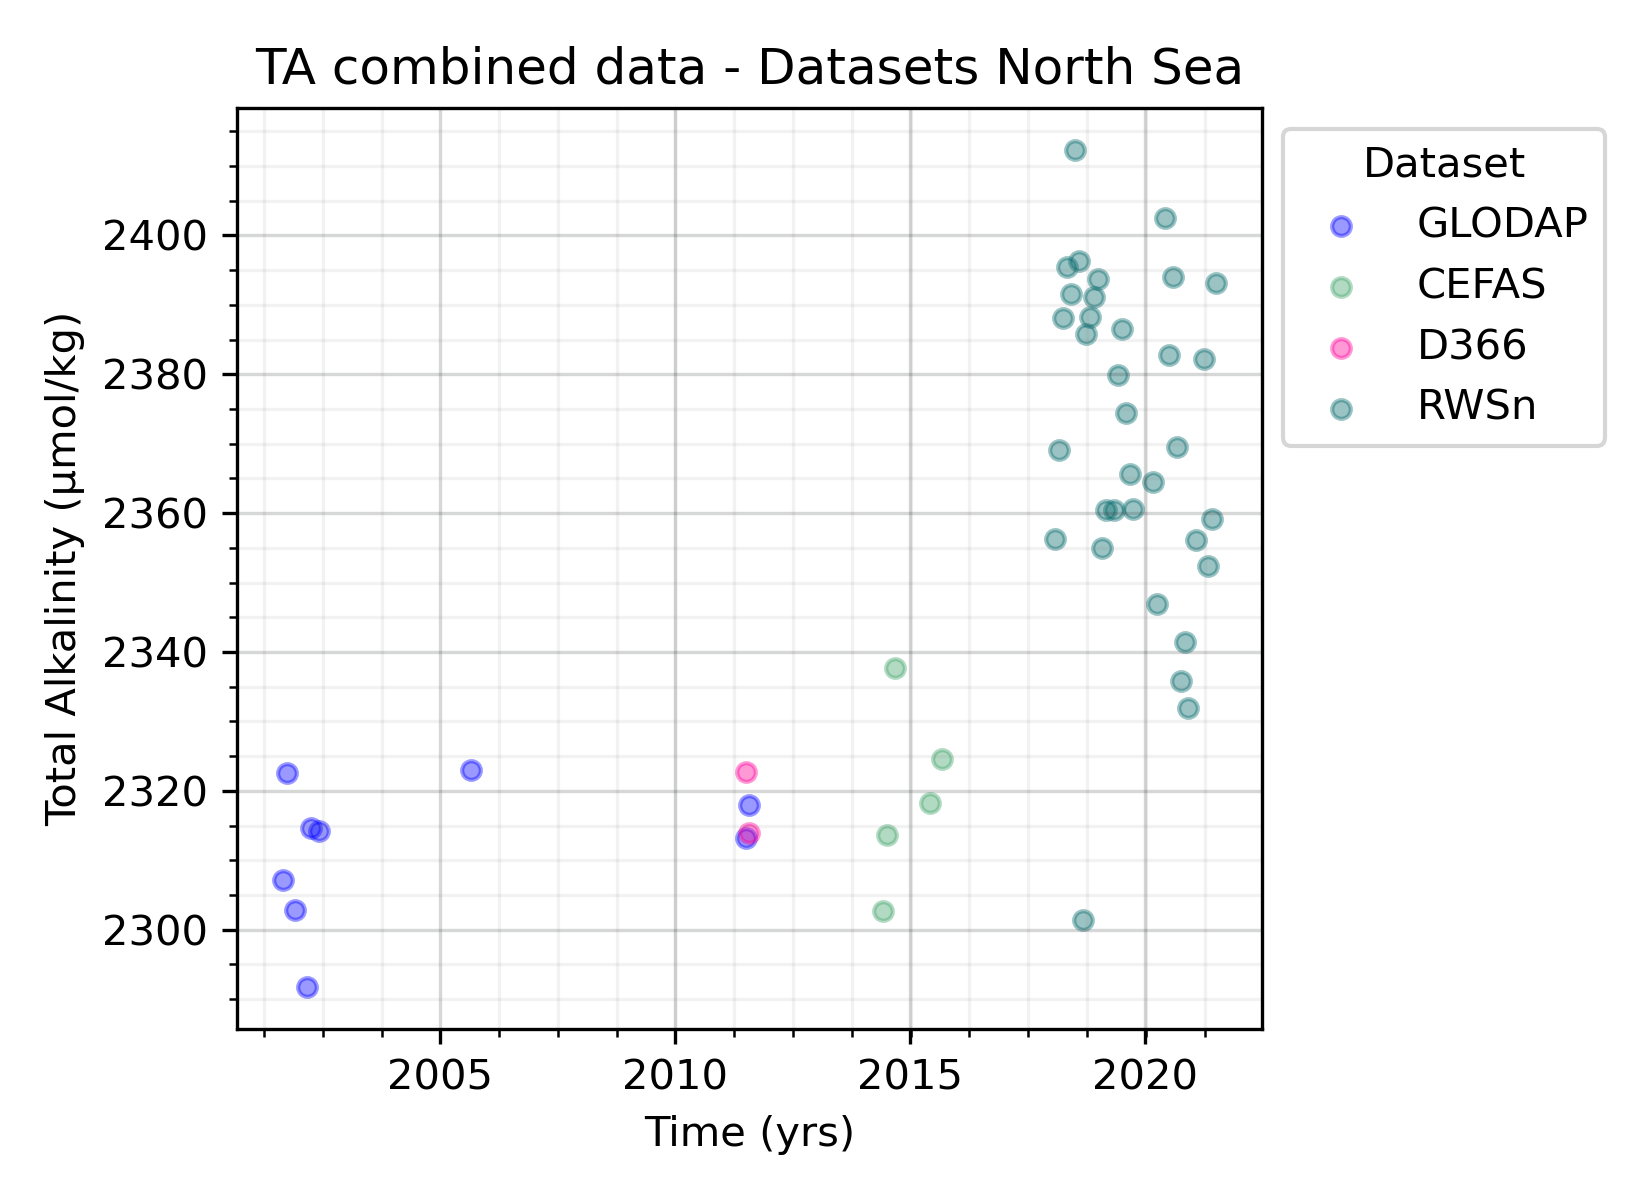 TA combined data - Datasets North Sea
Dataset
GLODAP
CEFAS
D366
RWSn
Total Alkalinity (μmol/kg)
2400
2380
2360
2340
2320
2300
2005 2010 2015 2020
Time (yrs)